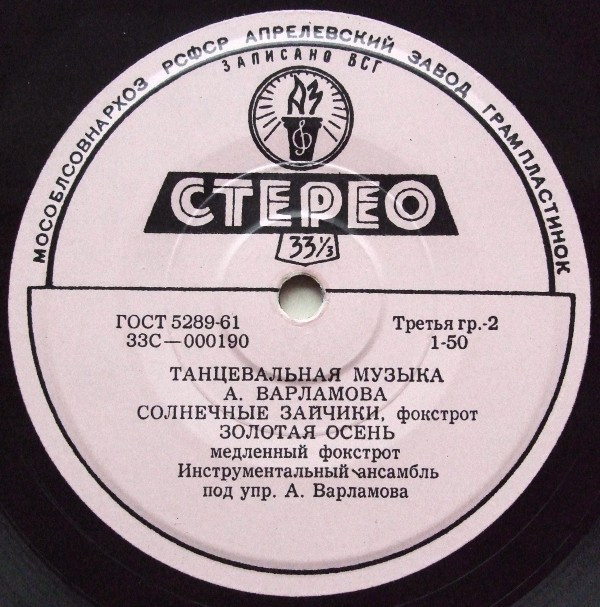 МОСОБЛСОВНАРХОЗ РСФСР АПРЕЛЕВСКИЙ ЗАВОД ГРАМПЛАСТИНОК
ЗАПИСАНО ВСГ
АЗ
СТЕРЕО
33⅓
ГОСТ 5289-61 Третья гр.-2
33С—000190 1-50
ТАНЦЕВАЛЬНАЯ МУЗЫКА
А. ВАРЛАМОВА
СОЛНЕЧНЫЕ ЗАЙЧИКИ, фокстрот
ЗОЛОТАЯ ОСЕНЬ
медленный фокстрот
Инструментальный ансамбль
под упр. А. Варламова